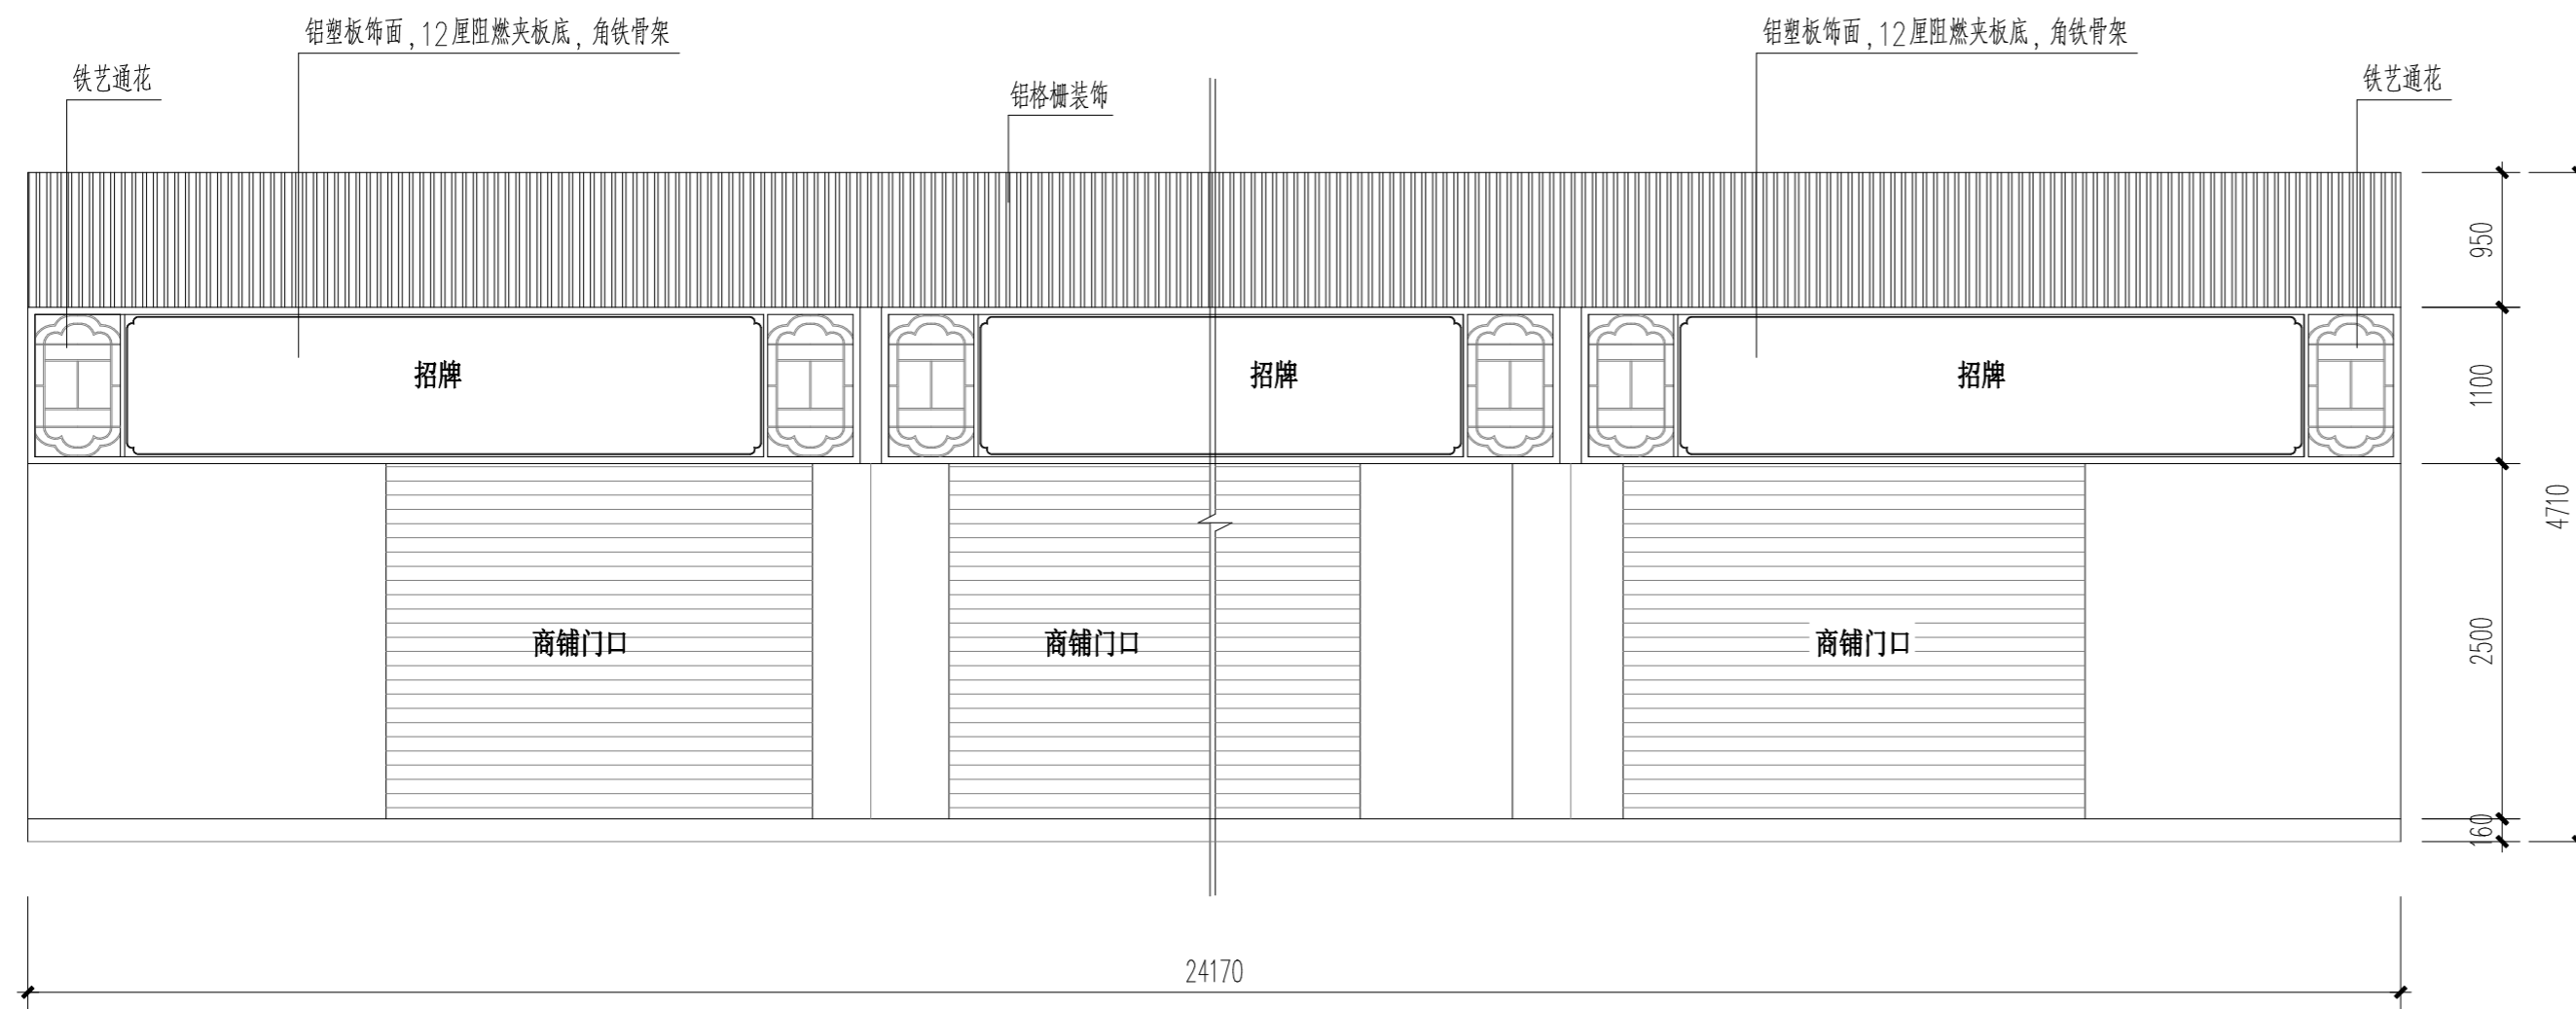 铝塑板饰面,12厘阻燃夹板底,角铁骨架
铝塑板饰面,12厘阻燃夹板底,角铁骨架
铁艺通花
铝格栅装饰
铁艺通花
950
招牌
招牌
招牌
1100
4710
商铺门口
商铺门口
商铺门口
2500
160
24170